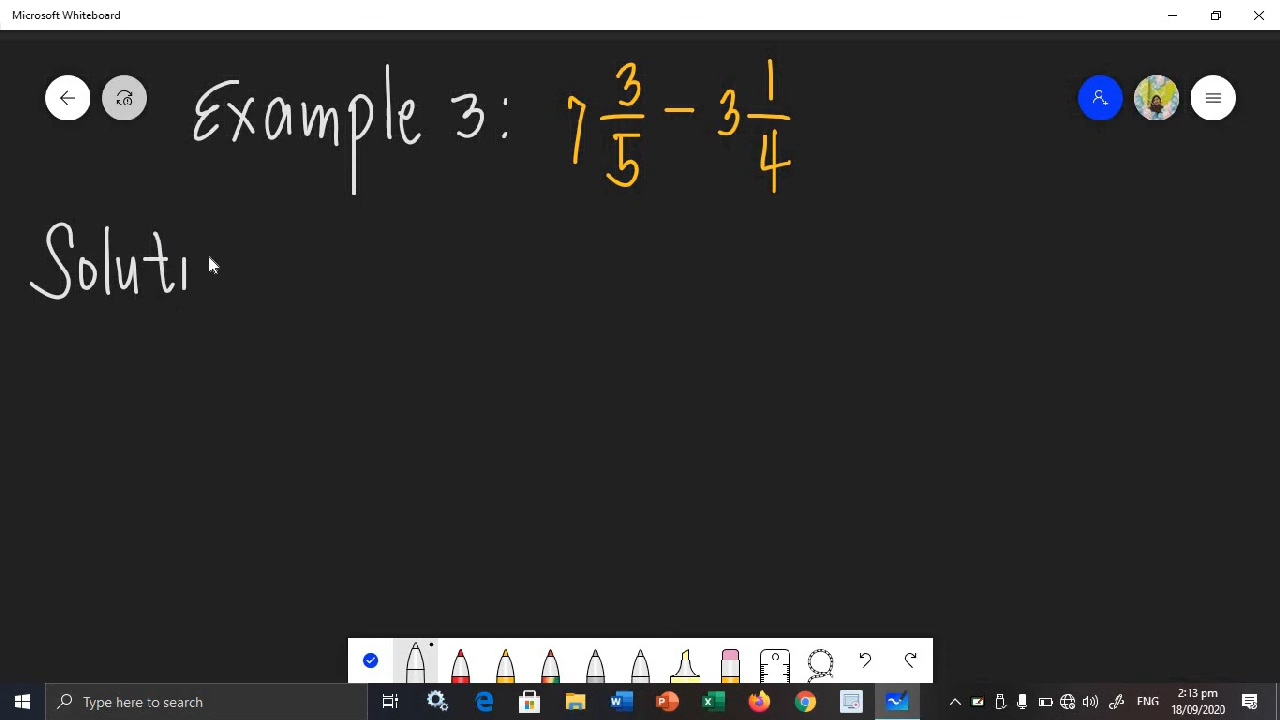 Microsoft Whiteboard
Example 3: 7 3/5 - 3 1/4
Soluti
Type here to search
ENG
2:13 pm
18/09/2020